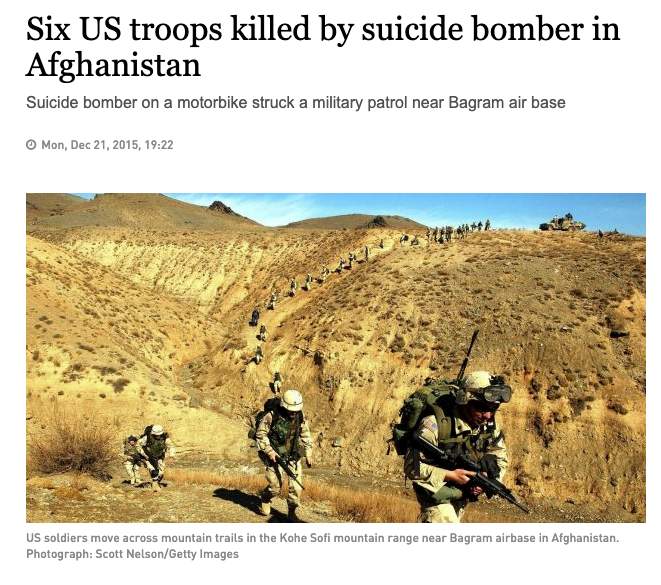 Six US troops killed by suicide bomber in
Afghanistan
Suicide bomber on a motorbike struck a military patrol near Bagram air base
Mon, Dec 21, 2015, 19:22
US soldiers move across mountain trails in the Kohe Sofi mountain range near Bagram airbase in Afghanistan.
Photograph: Scott Nelson/Getty Images